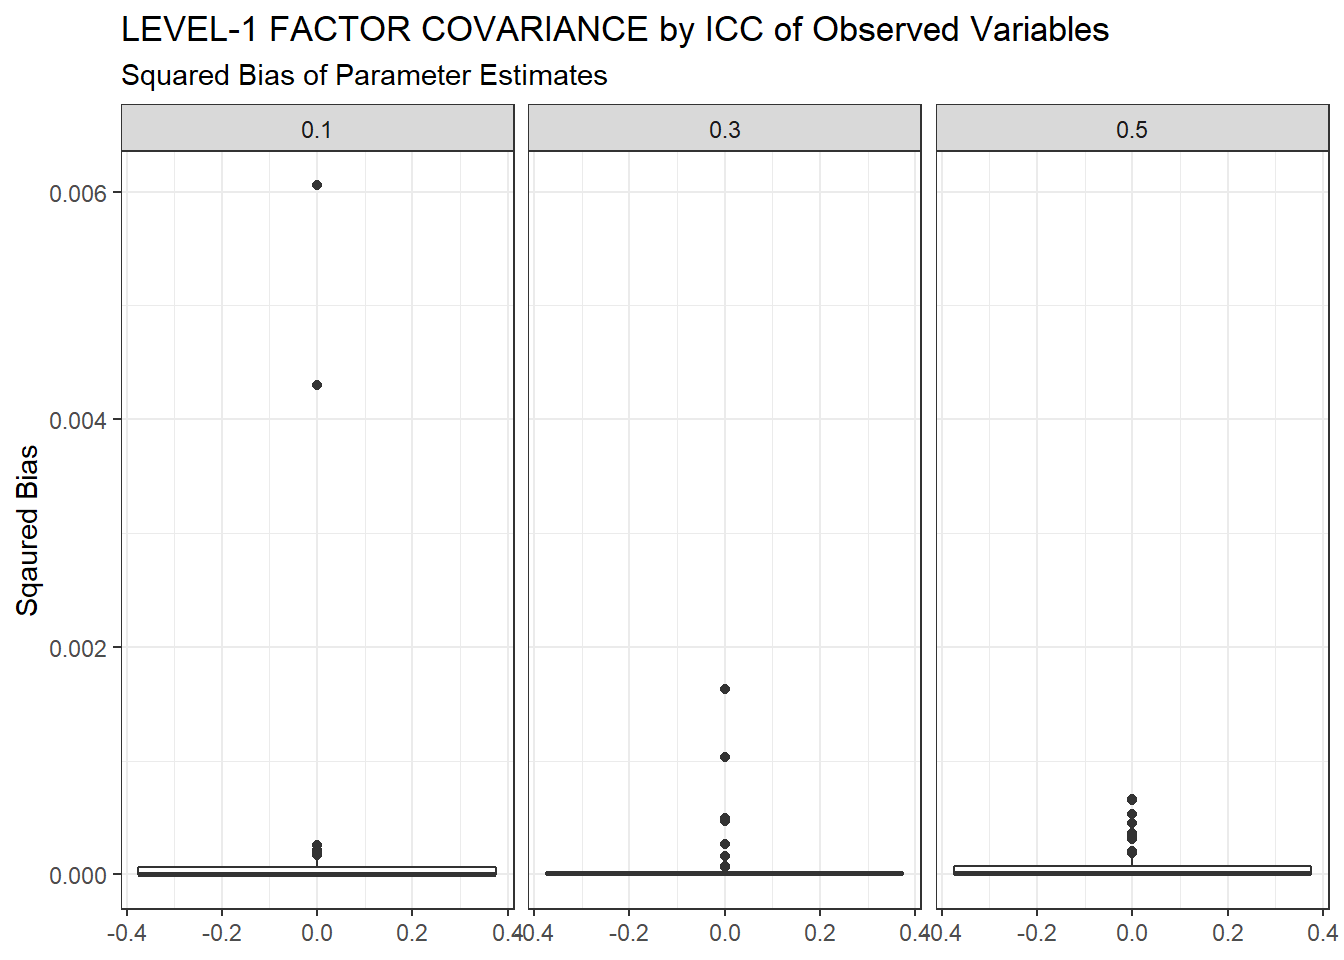 LEVEL-1 FACTOR COVARIANCE by ICC of Observed Variables
Squared Bias of Parameter Estimates
0.1 0.3 0.5
Sqaured Bias
0.006
0.004
0.002
0.000
-0.4 -0.2 0.0 0.2 0.4 -0.4 -0.2 0.0 0.2 0.4 -0.4 -0.2 0.0 0.2 0.4